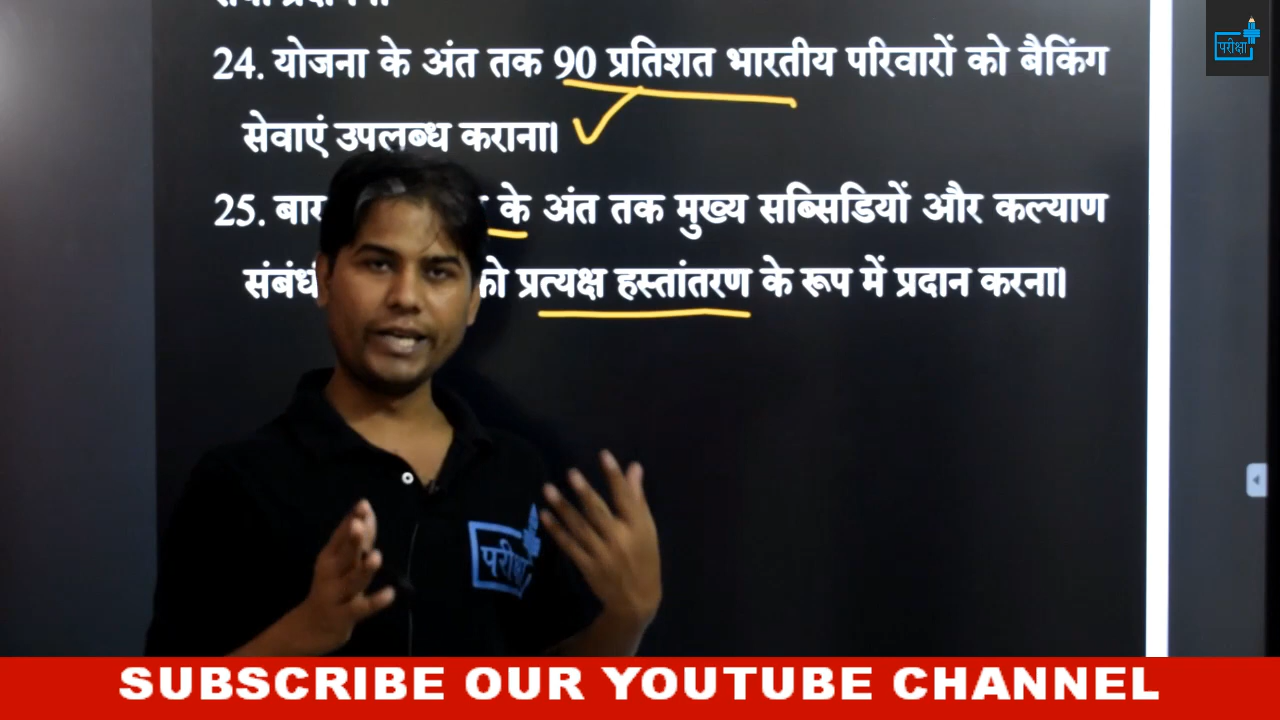 परीक्षा
24. योजना के अंत तक 90 प्रतिशत भारतीय परिवारों को बैकिंग
सेवाएं उपलब्ध कराना।
25. के अंत तक मुख्य सब्सिडियों और कल्याण
को प्रत्यक्ष हस्तांतरण के रूप में प्रदान करना।
परीक्षा
SUBSCRIBE OUR YOUTUBE CHANNEL